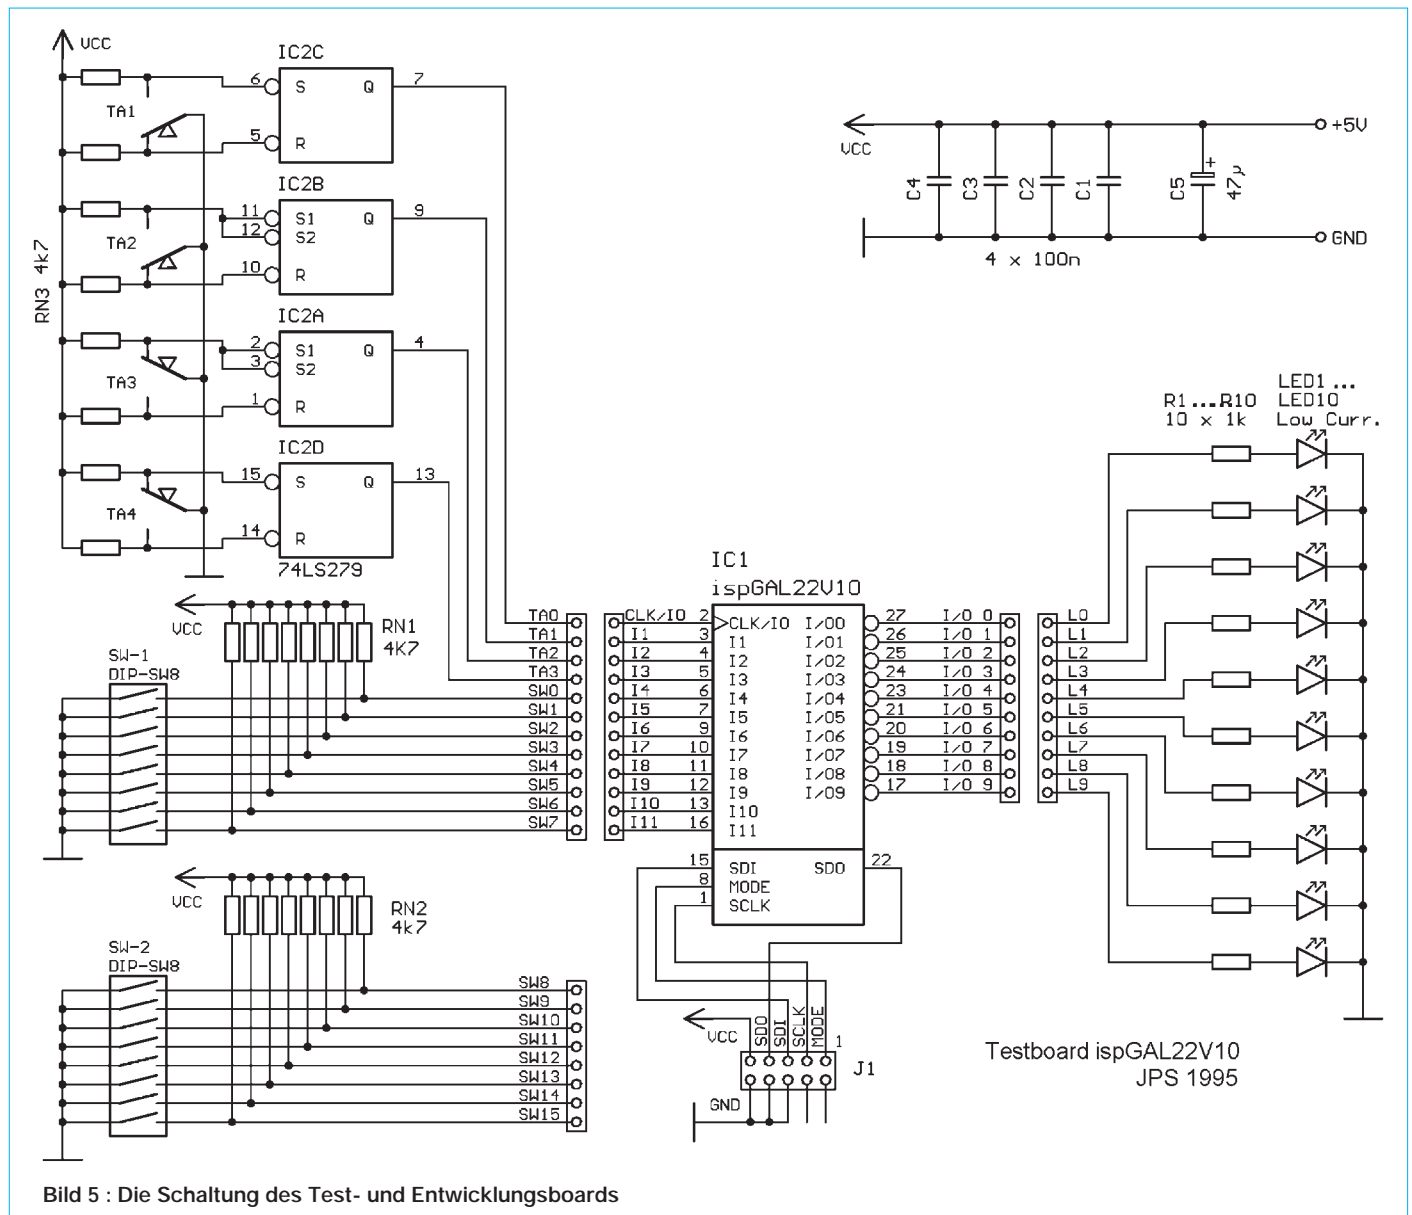 VCC
IC2C
6 S Q 7
TA1
5 R
IC2B
11 S1 Q 9
12 S2
TA2
10 R
RN3 4k7
IC2A
2 S1 Q 4
3 S2
TA3
1 R
IC2D
15 S Q 13
TA4
14 R
74LS279
+5V
VCC
C4
C3
C2
C1
C5
+
47µ
GND
4 x 100n
LED1 ...
R1...R10 LED10
10 x 1k Low Curr.
IC1
ispGAL22V10
VCC
RN1
4K7
SW-1
DIP-SW8
TA0 CLK/IO 2 CLK/IO I/O0 27 I/O 0 L0
TA1 I1 3 I1 I/O1 26 I/O 1 L1
TA2 I2 4 I2 I/O2 25 I/O 2 L2
TA3 I3 5 I3 I/O3 24 I/O 3 L3
SW0 I4 6 I4 I/O4 23 I/O 4 L4
SW1 I5 7 I5 I/O5 21 I/O 5 L5
SW2 I6 9 I6 I/O6 20 I/O 6 L6
SW3 I7 10 I7 I/O7 19 I/O 7 L7
SW4 I8 11 I8 I/O8 18 I/O 8 L8
SW5 I9 12 I9 I/O9 17 I/O 9 L9
SW6 I10 13 I10
SW7 I11 16 I11
15 SDI SDO 22
8 MODE
1 SCLK
VCC
RN2
4k7
SW-2
DIP-SW8
SW8
SW9
SW10
SW11
SW12
SW13
SW14
SW15
VCC
SDO
SDI
SCLK
MODE
1
J1
GND
Testboard ispGAL22V10
JPS 1995
Bild 5 : Die Schaltung des Test- und Entwicklungsboards